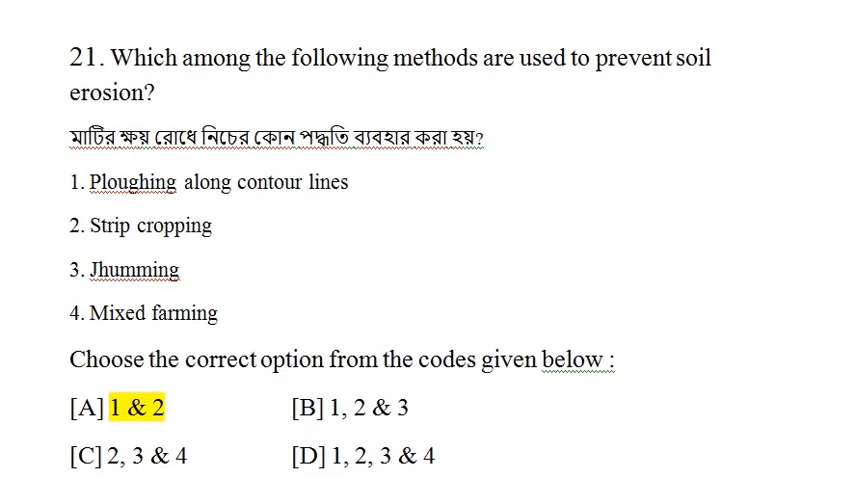 21. Which among the following methods are used to prevent soil
erosion?
মাটির ক্ষয় রোধে নিচের কোন পদ্ধতি ব্যবহার করা হয়?
1. Ploughing along contour lines
2. Strip cropping
3. Jhumming
4. Mixed farming
Choose the correct option from the codes given below :
[A] 1 & 2 [B] 1, 2 & 3
[C] 2, 3 & 4 [D] 1, 2, 3 & 4